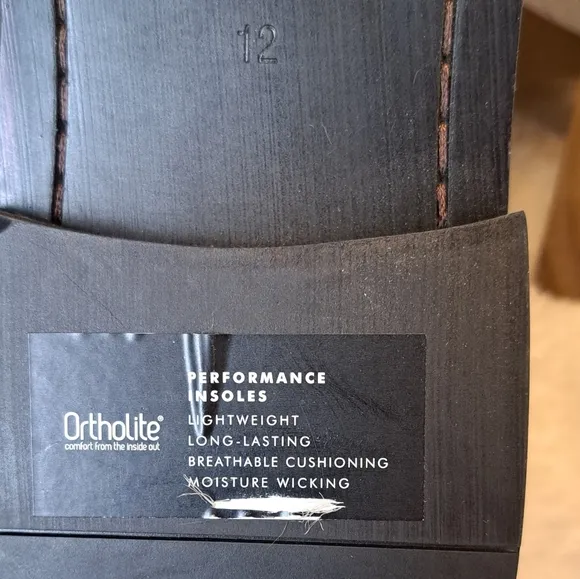 12
PERFORMANCE
INSOLES
Ortholite®
comfort from the inside out
LIGHTWEIGHT
LONG-LASTING
BREATHABLE CUSHIONING
MOISTURE WICKING